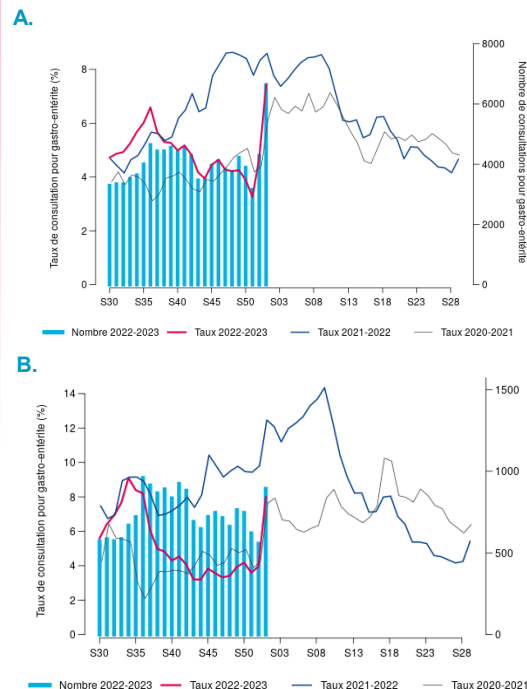 A.
Taux de consultation pour gastro-entérite (%)
8
6
4
2
0
8000
6000
4000
2000
0
Nombre de consultations pour gastro-entérite
S30 S35 S40 S45 S50 S03 S08 S13 S18 S23 S28
Nombre 2022-2023 Taux 2022-2023 Taux 2021-2022 Taux 2020-2021
B.
Taux de consultation pour gastro-entérite (%)
14
12
10
8
6
4
2
0
1500
1000
500
0
S30 S35 S40 S45 S50 S03 S08 S13 S18 S23 S28
Nombre 2022-2023 Taux 2022-2023 Taux 2021-2022 Taux 2020-2021